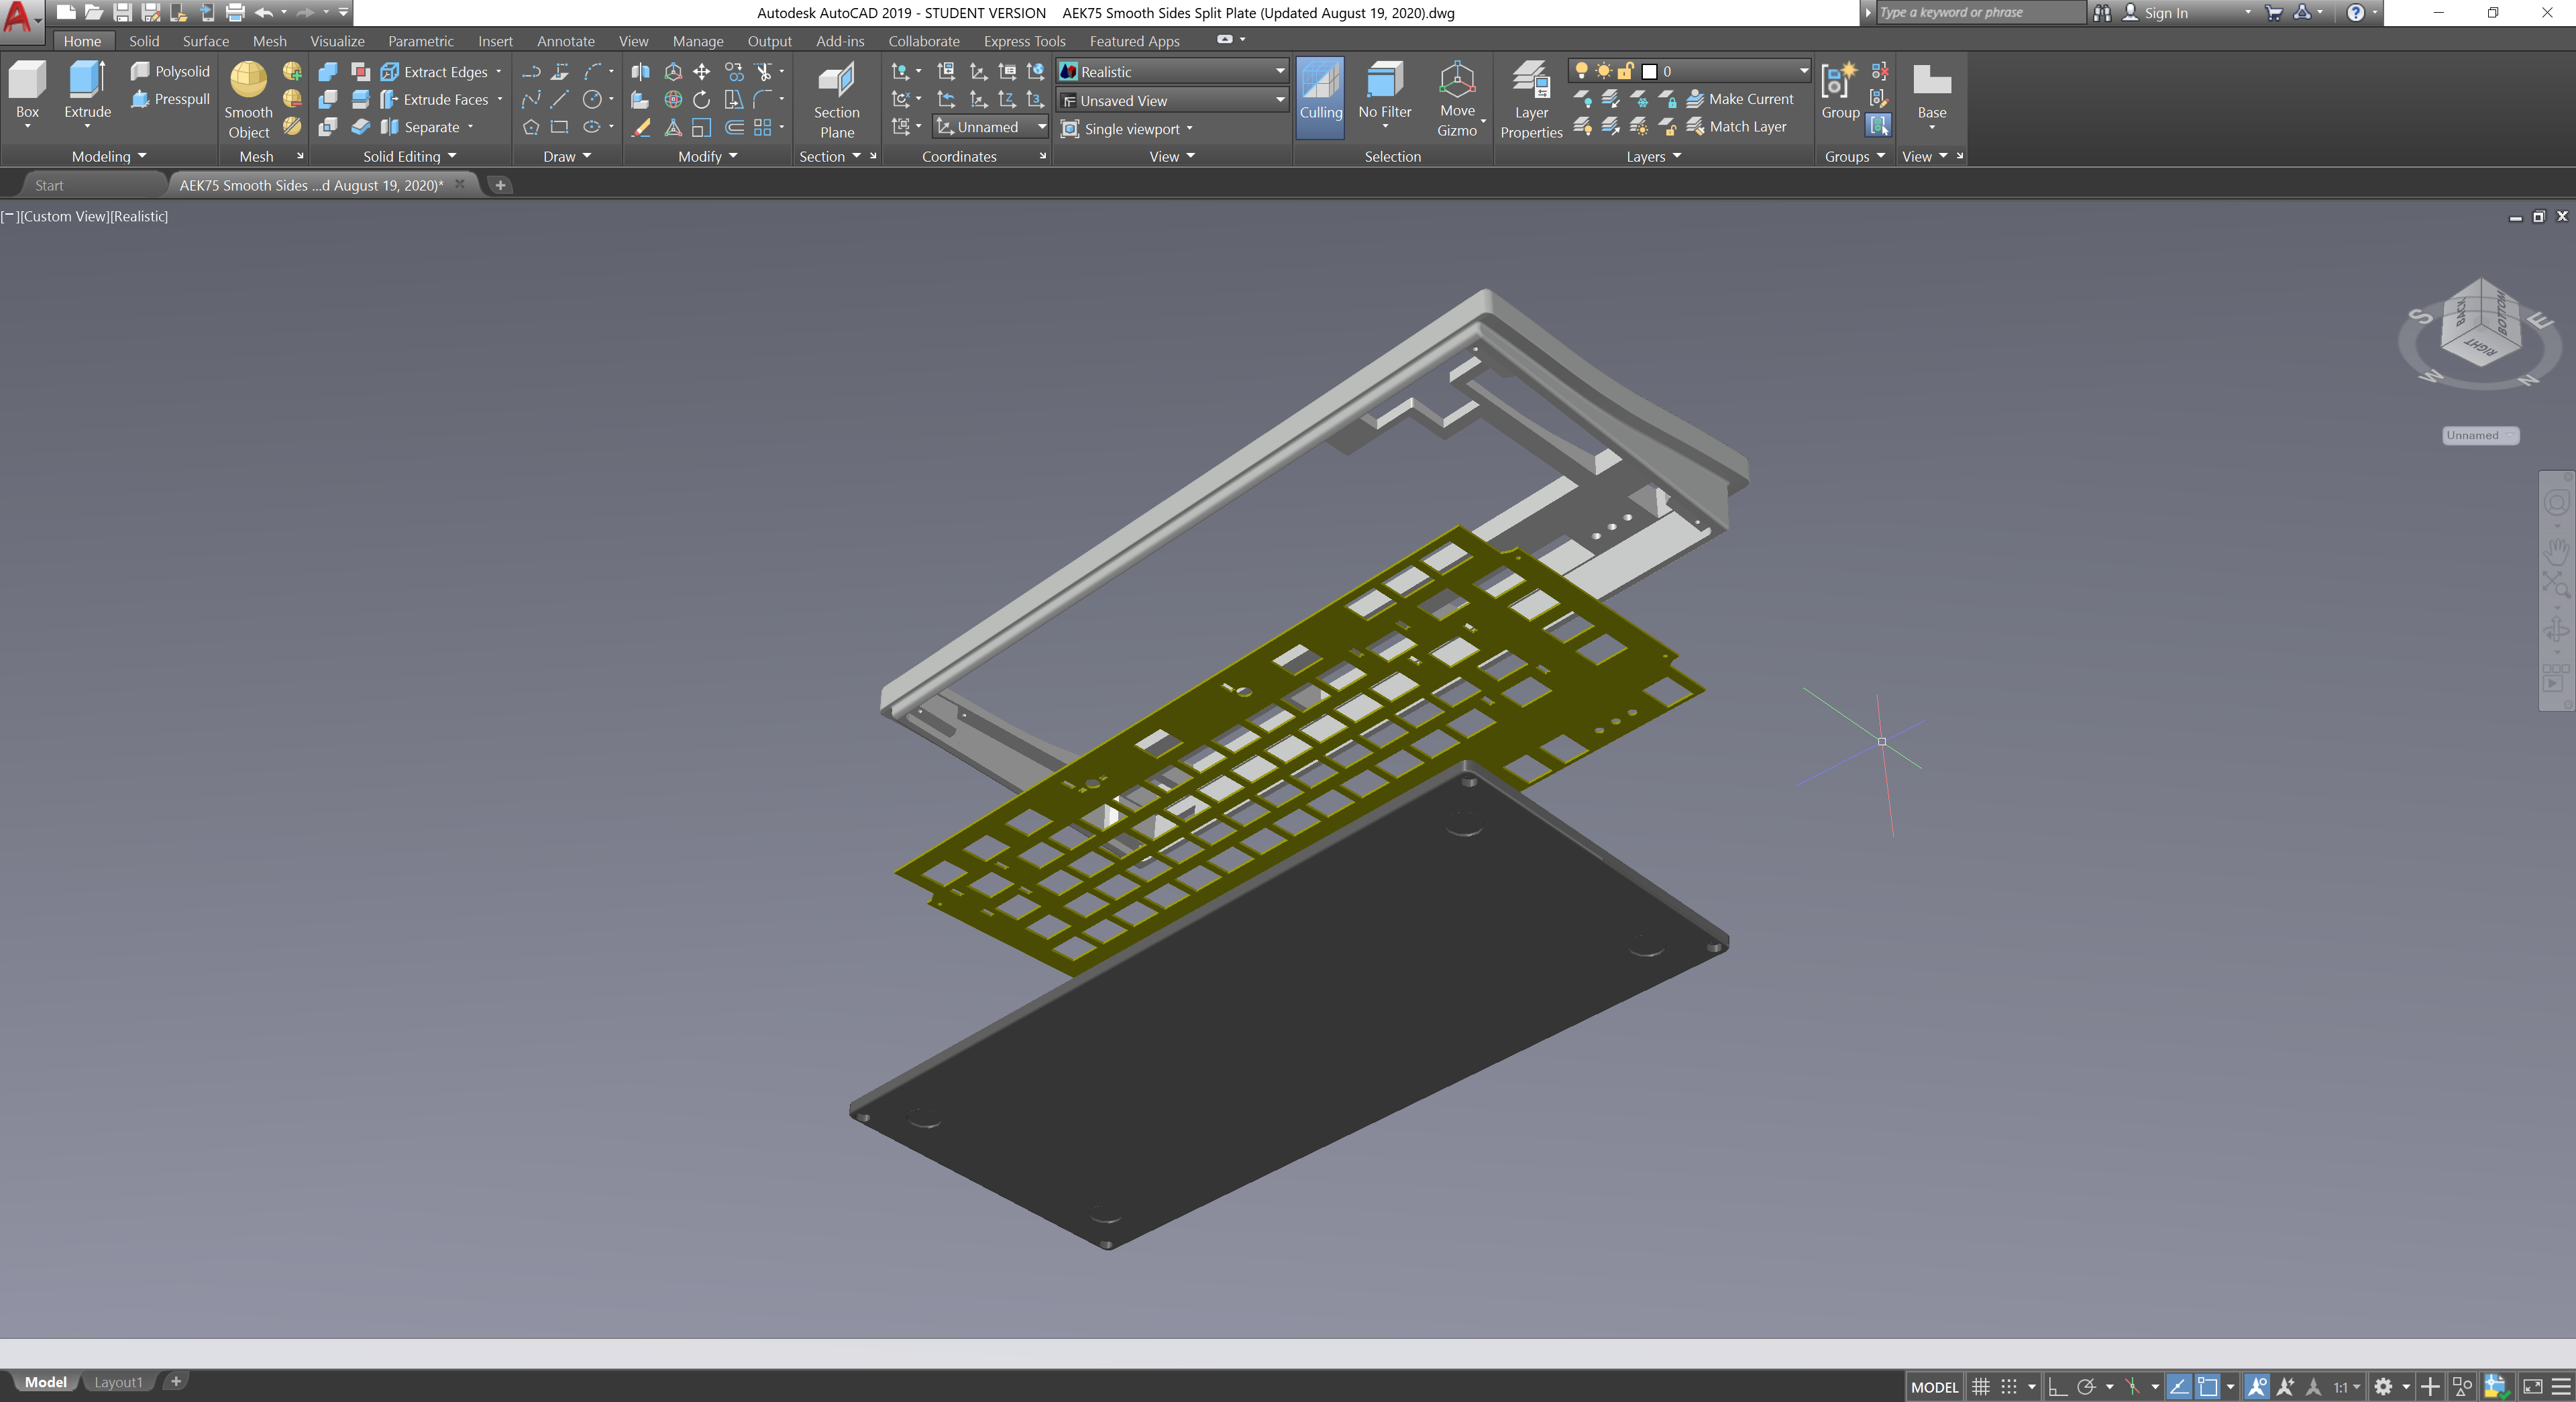 Autodesk AutoCAD 2019 - STUDENT VERSION AEK75 Smooth Sides Split Plate (Updated August 19, 2020).dwg
Type a keyword or phrase
Sign In
Home Solid Surface Mesh Visualize Parametric Insert Annotate View Manage Output Add-ins Collaborate Express Tools Featured Apps
Box
Extrude
Polysolid
Presspull
Modeling
Smooth
Object
Mesh
Extract Edges
Extrude Faces
Separate
Solid Editing
Draw
Modify
Section
Plane
Section
Unnamed
Coordinates
Realistic
Unsaved View
Single viewport
View
Culling
No Filter
Move
Gizmo
Selection
Layer
Properties
0
Make Current
Match Layer
Layers
Group
Groups
Base
View
Start
AEK75 Smooth Sides ...d August 19, 2020)*
[−][Custom View][Realistic]
S
E
BACK
BOTTOM
RIGHT
W
N
Unnamed
Model
Layout1
MODEL
1:1